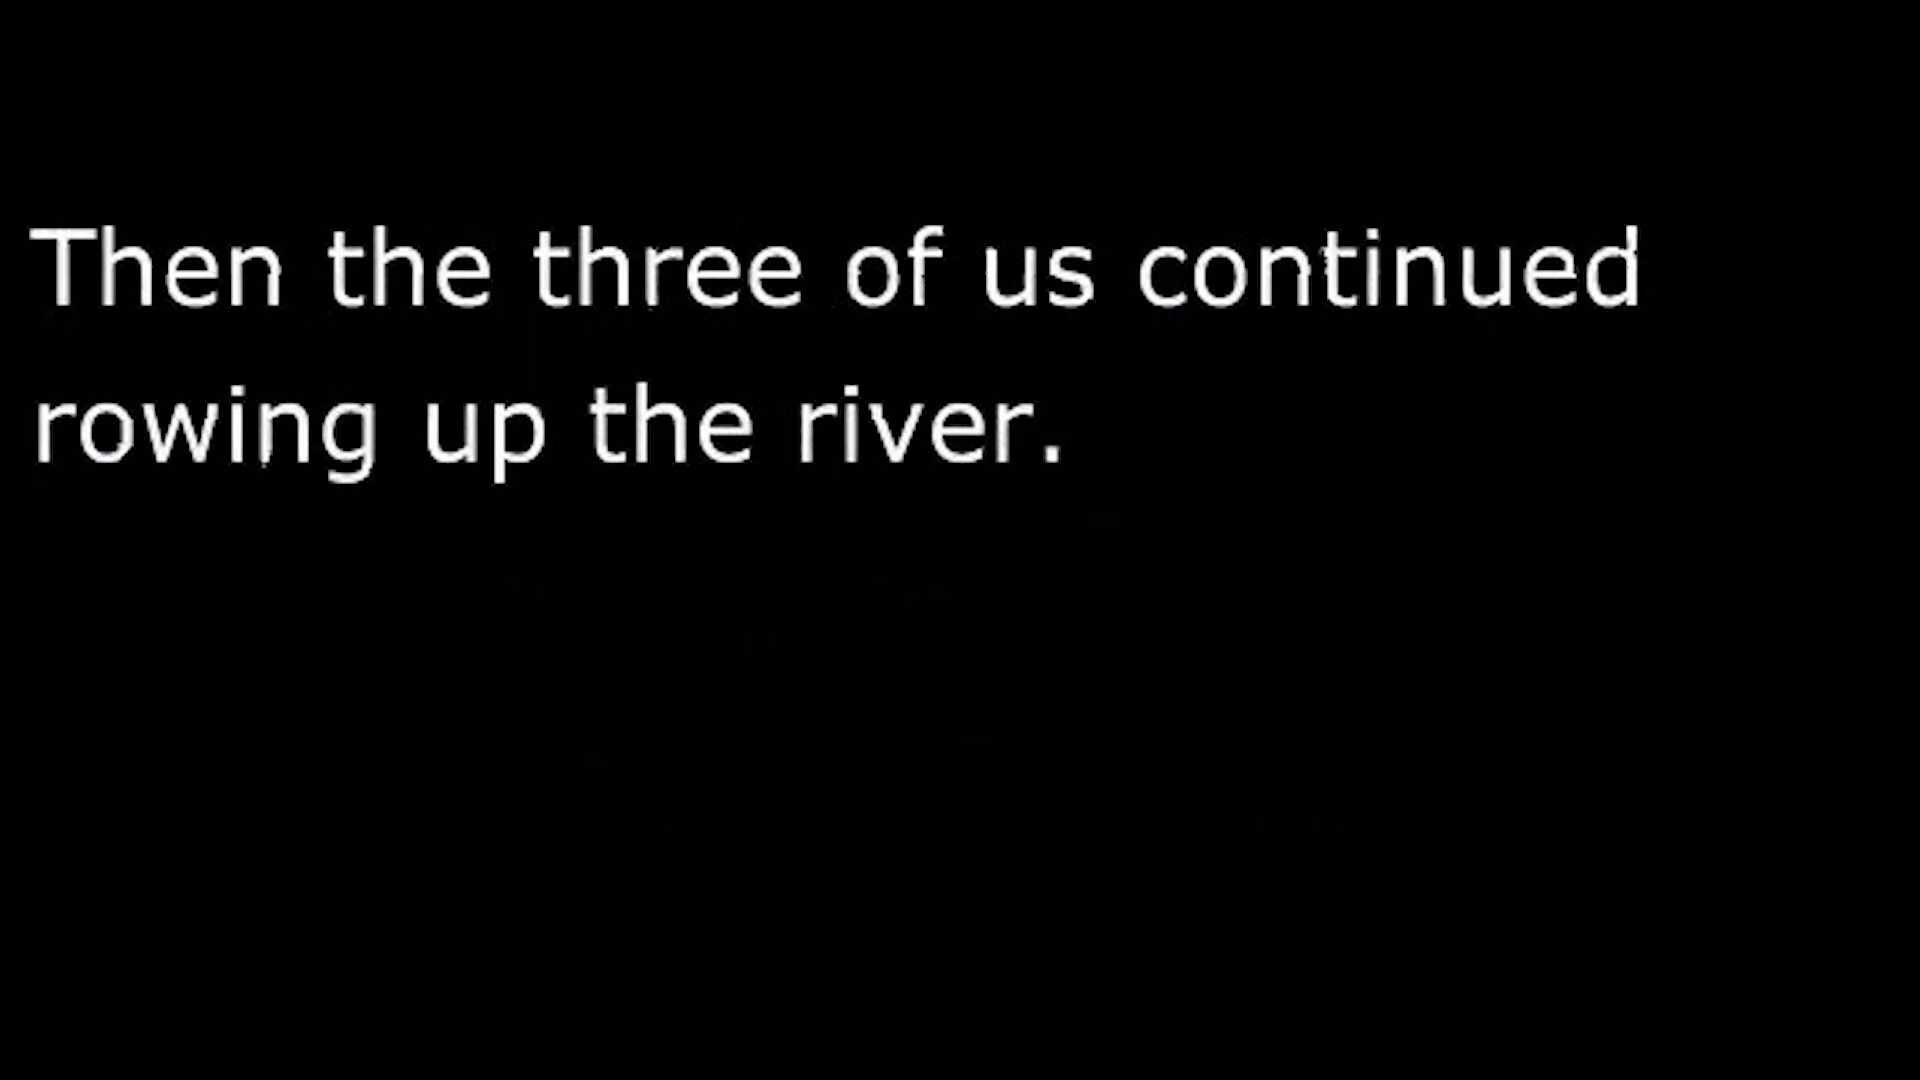 Then the three of us continued
rowing up the river.